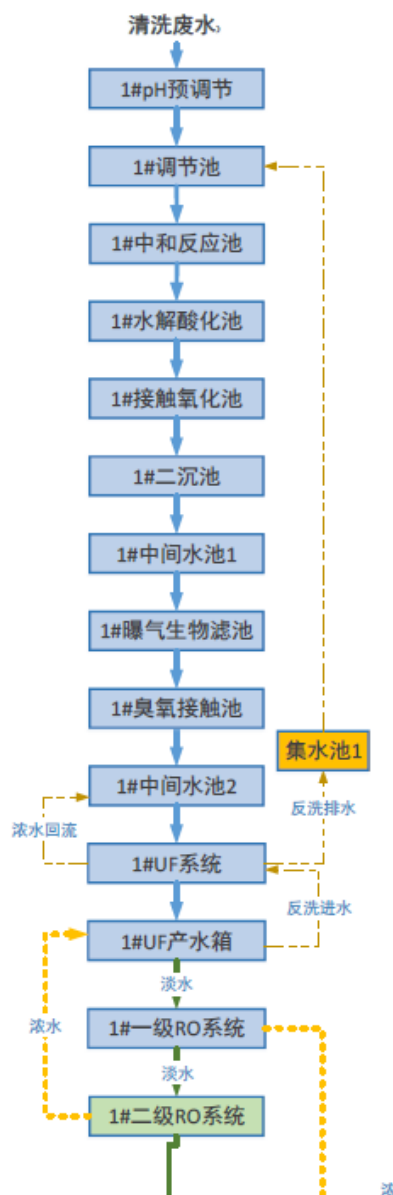 清洗废水
1#pH预调节
1#调节池
1#中和反应池
1#水解酸化池
1#接触氧化池
1#二沉池
1#中间水池1
1#曝气生物滤池
1#臭氧接触池
集水池1
1#中间水池2
反洗排水
浓水回流
1#UF系统
反洗进水
1#UF产水箱
淡水
浓水
1#一级RO系统
淡水
1#二级RO系统